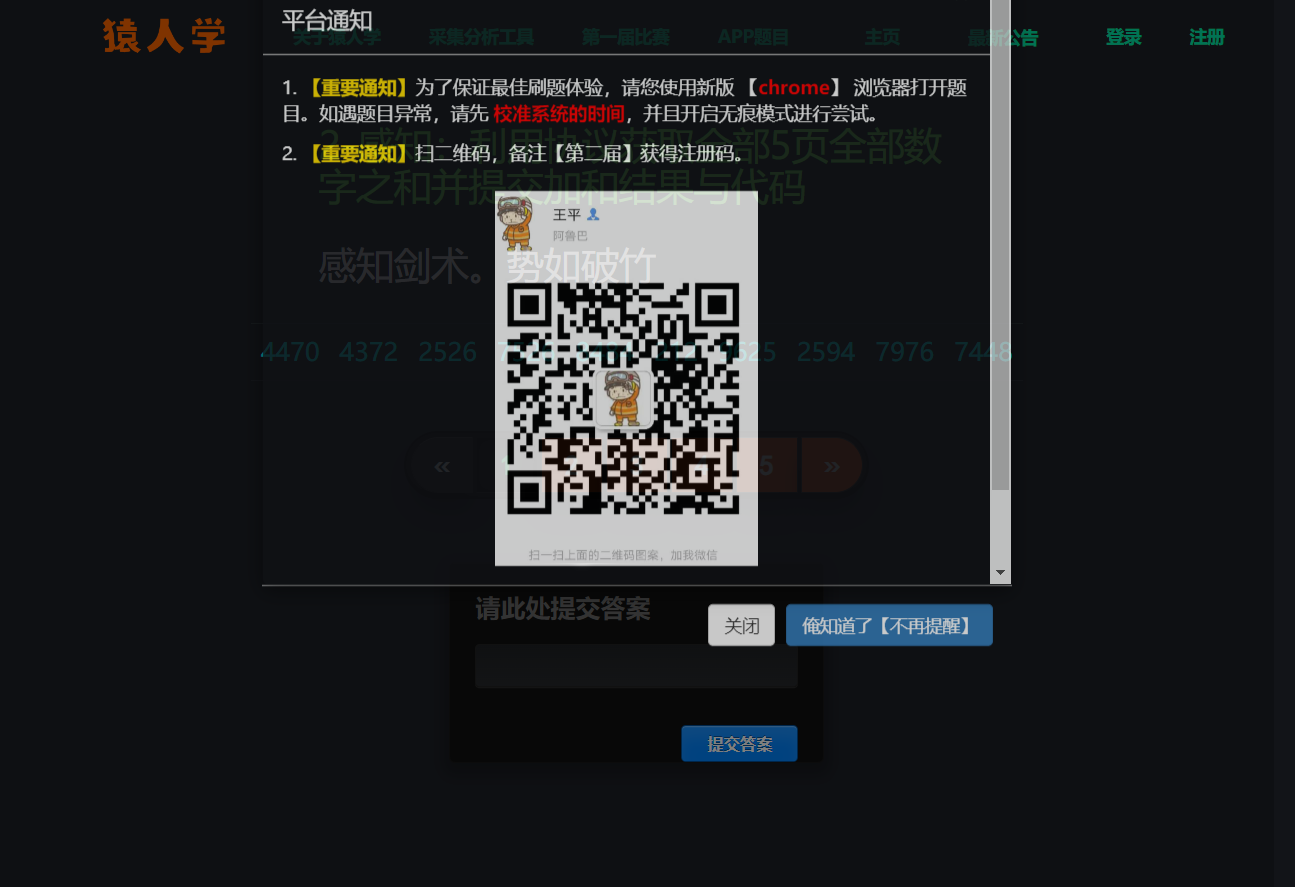 猿人学
关于猿人学 采集分析工具 第一届比赛 APP题目 主页 最新公告 登录 注册
平台通知
1. 【重要通知】为了保证最佳刷题体验，请您使用新版 【chrome】 浏览器打开题
目。如遇题目异常，请先 校准系统的时间，并且开启无痕模式进行尝试。
2. 【重要通知】扫二维码，备注【第二届】获得注册码。
感知：利用协议获取全部5页全部数
字之和并提交加和结果与代码
王平
阿鲁巴
感知剑术。势如破竹
4470 4372 2526 2594 7976 7448
« 5 »
扫一扫上面的二维码图案，加我微信
请此处提交答案
关闭 俺知道了【不再提醒】
提交答案